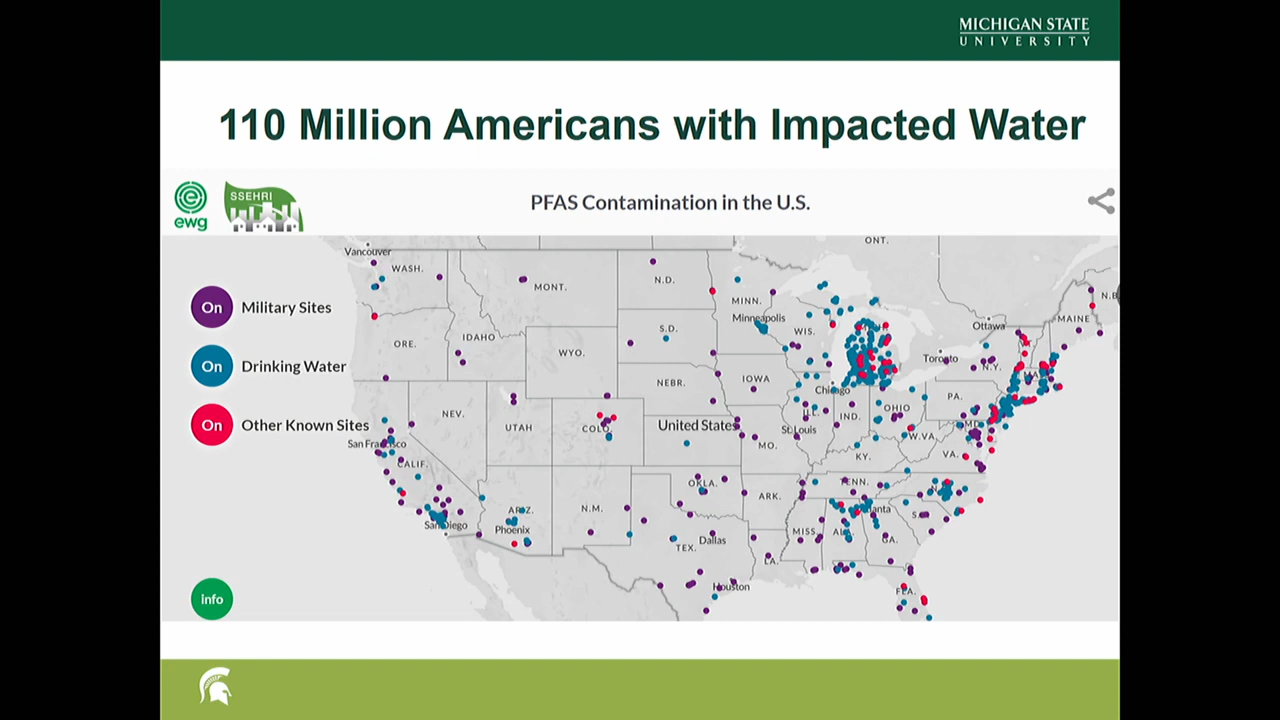 MICHIGAN STATE
UNIVERSITY
110 Million Americans with Impacted Water
ewg
SSEHRI
PFAS Contamination in the U.S.
On Military Sites
On Drinking Water
On Other Known Sites
Info
Vancouver
WASH.
MONT.
N.D.
ONT.
N.B
MINN.
Minneapolis
WIS.
Ottawa
MAINE
ORE.
IDAHO
S.D.
WYO.
Toronto
N.Y.
IOWA
Chicago
NEBR.
PA.
NEV.
UTAH
COLO.
United States
ILL.
IND.
OHIO
MD.
St. Louis
W.VA.
San Francisco
CALIF.
MO.
KY.
VA.
OKLA.
TENN.
ARK.
N.M.
ARIZ.
San Diego
Phoenix
MISS.
GA.
Dallas
TEX.
LA.
Houston
FLA.